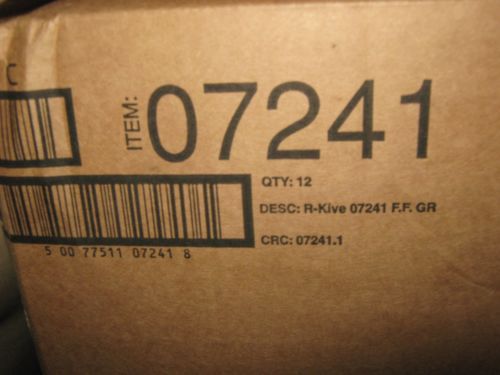 C
ITEM: 07241
QTY: 12
DESC: R-Kive 07241 F.F. GR
CRC: 07241.1
5 00 77511 07241 8